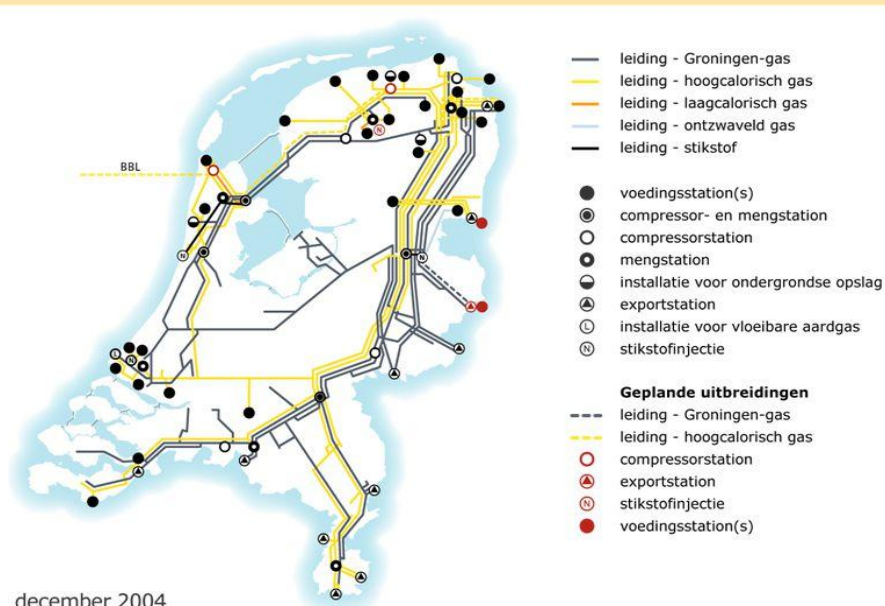 leiding - Groningen-gas
leiding - hoogcalorisch gas
leiding - laagcalorisch gas
leiding - ontzwaveld gas
leiding - stikstof
voedingsstation(s)
compressor- en mengstation
compressorstation
mengstation
installatie voor ondergrondse opslag
exportstation
L
installatie voor vloeibare aardgas
N
stikstofinjectie
Geplande uitbreidingen
leiding - Groningen-gas
leiding - hoogcalorisch gas
compressorstation
exportstation
N
stikstofinjectie
voedingsstation(s)
BBL
N
N
N
L
N
december 2004